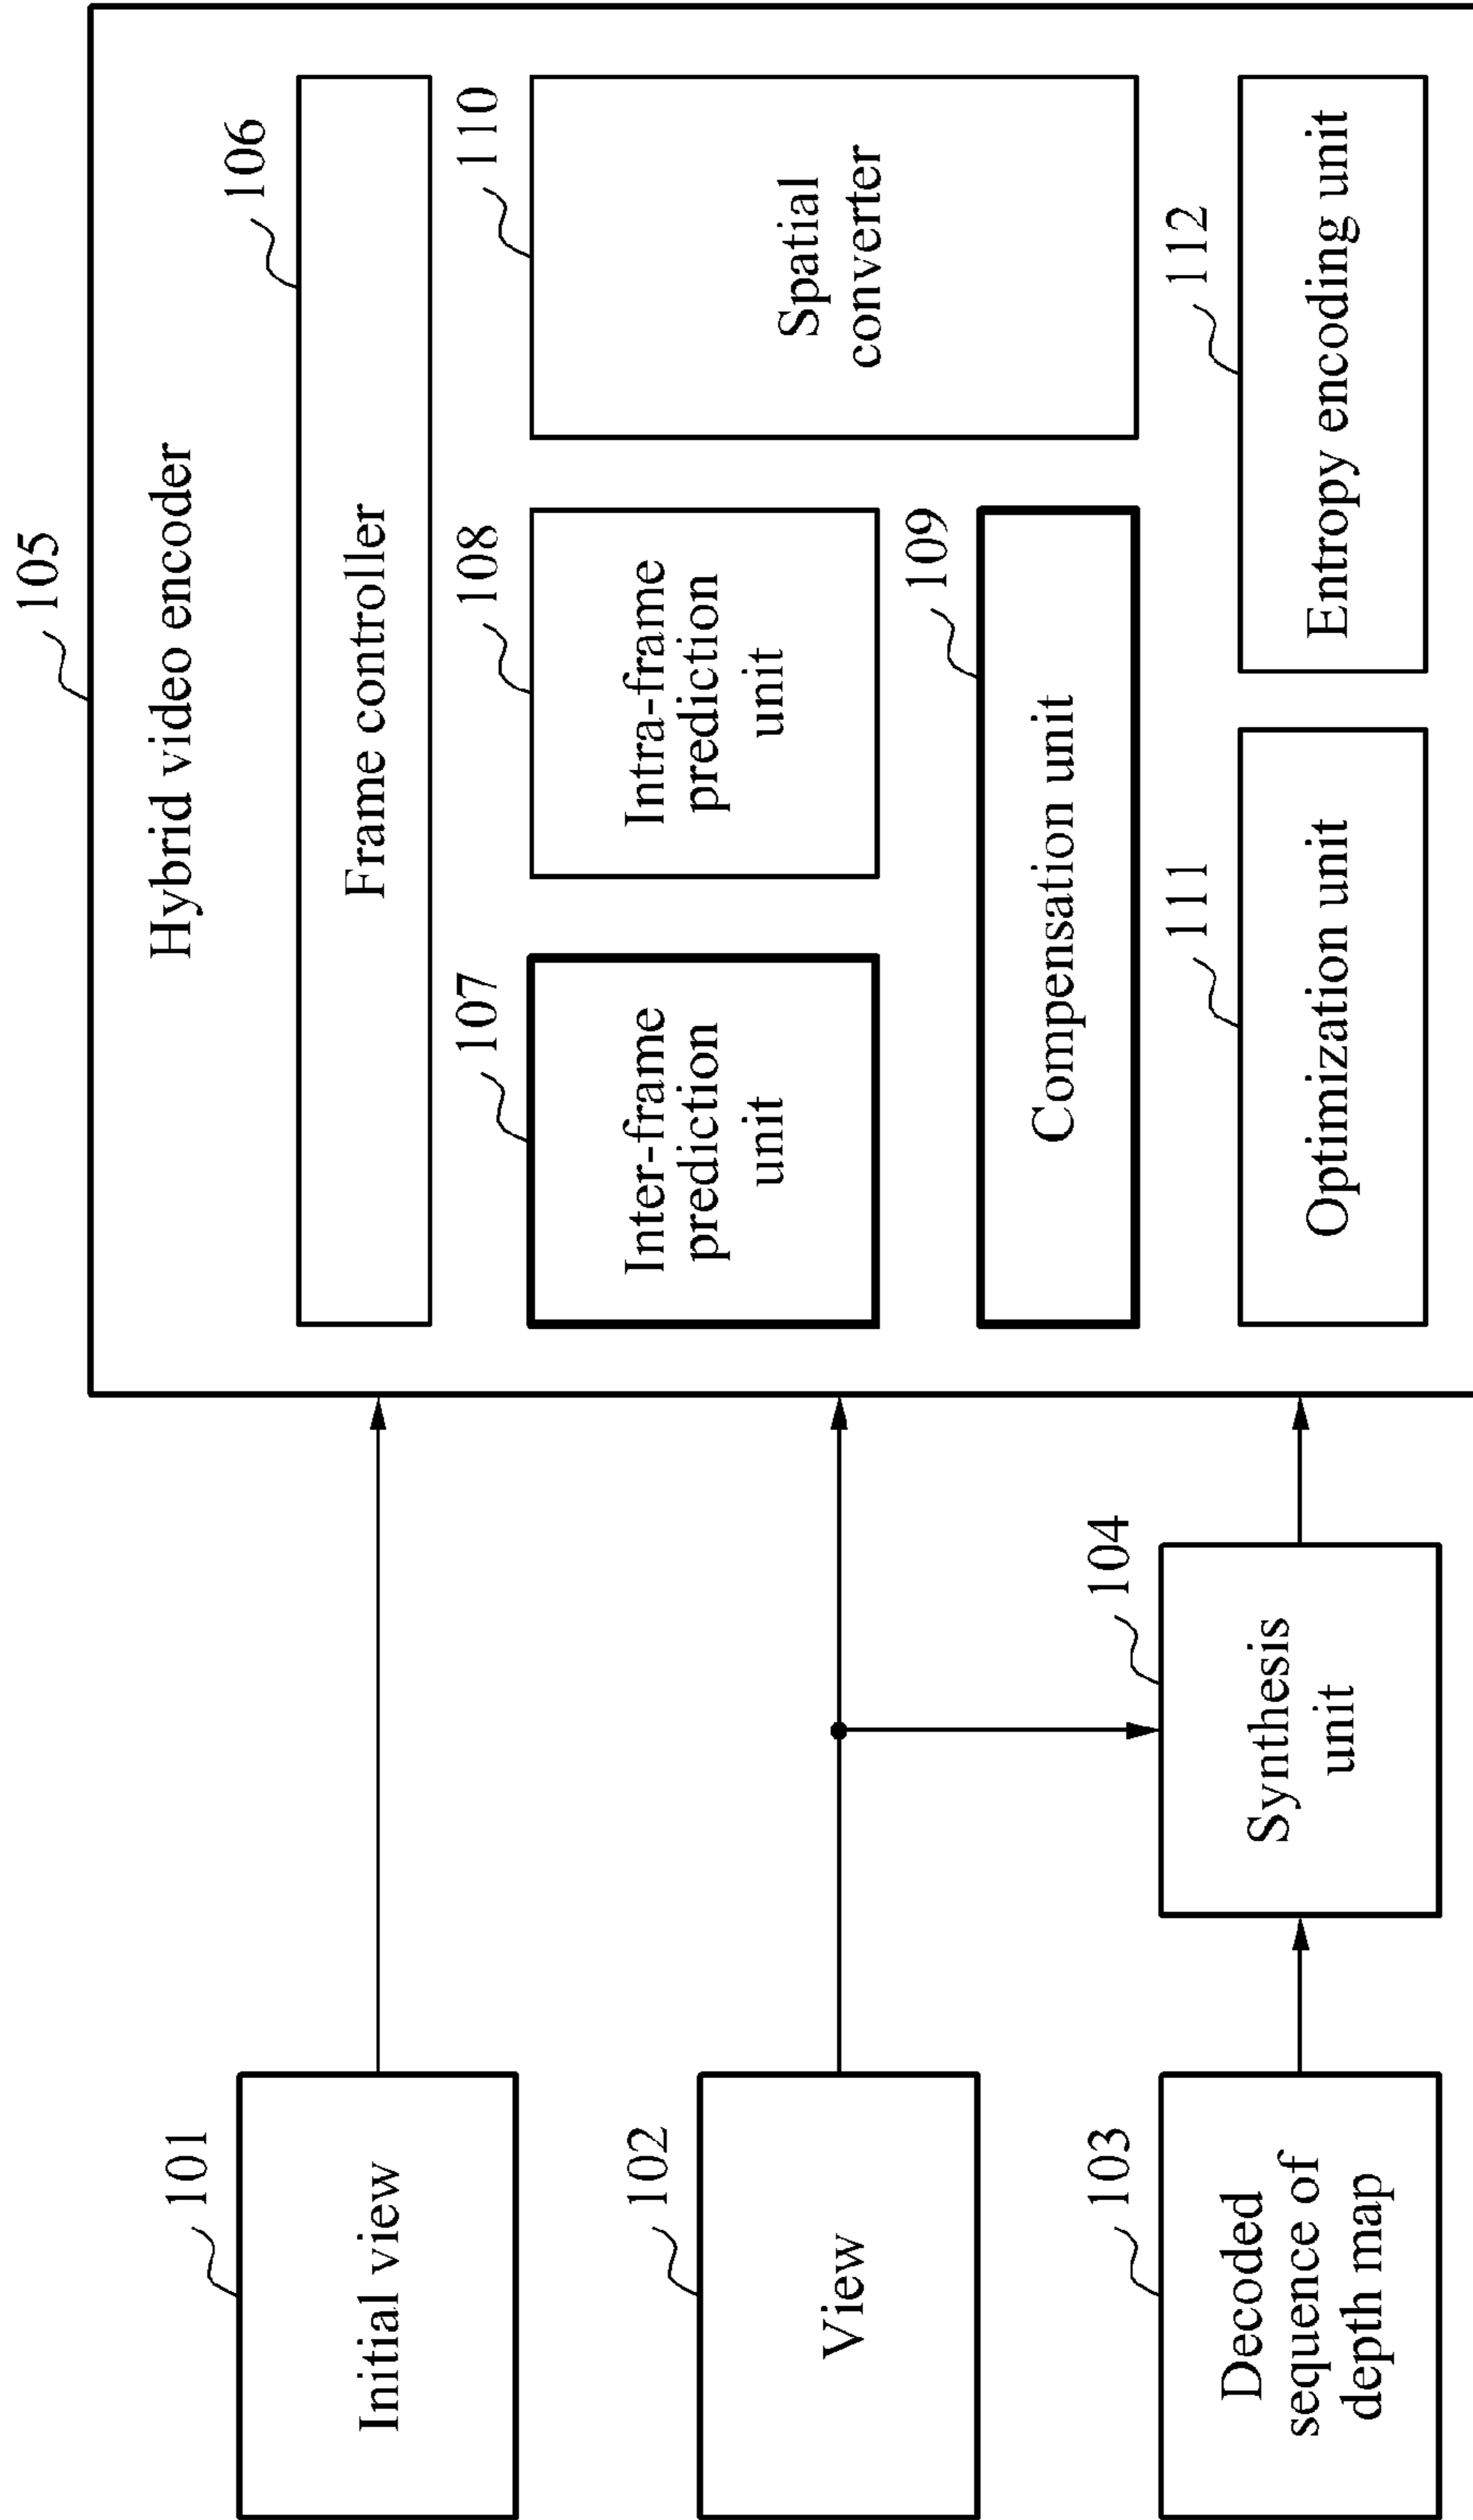 101
Initial view
102
View
103
Decoded
sequence of
depth map
104
Synthesis
unit
105
Hybrid video encoder
106
Frame controller
107
Inter-frame
prediction
unit
108
Intra-frame
prediction
unit
109
Compensation unit
110
Spatial
converter
111
Optimization unit
112
Entropy encoding unit